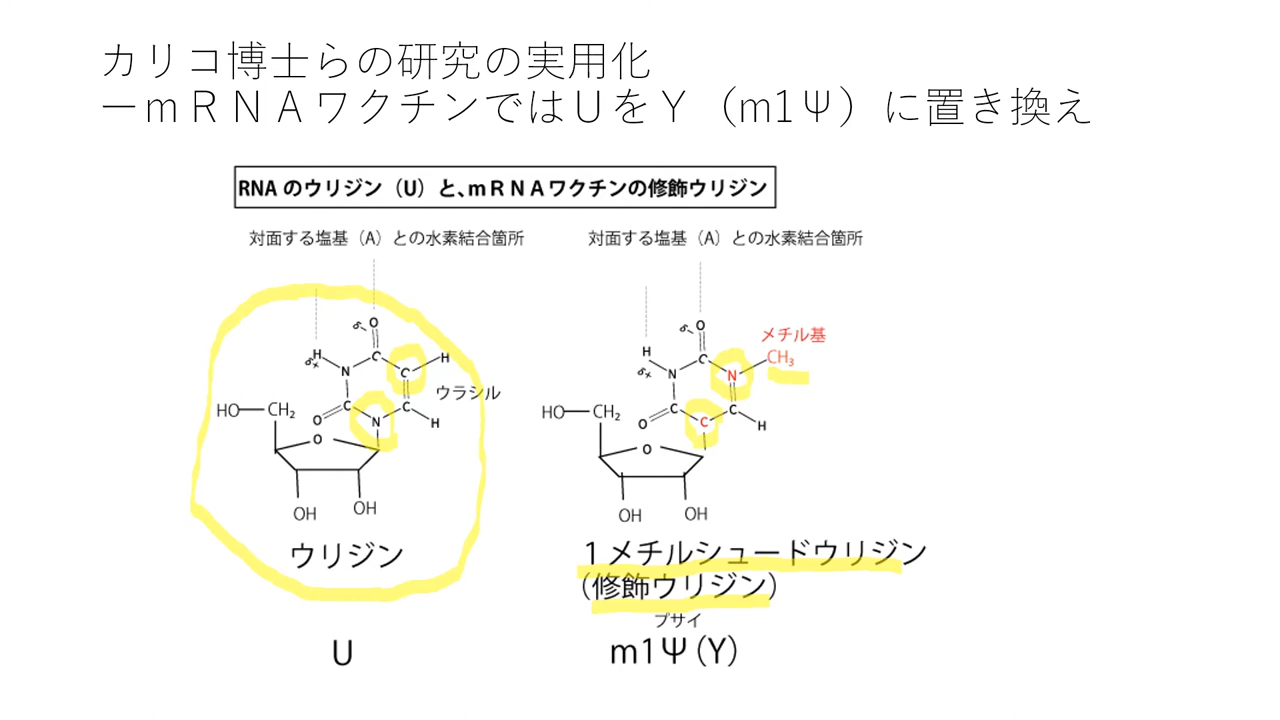 カリコ博士らの研究の実用化
－ｍＲＮＡワクチンではＵをＹ（m1Ψ）に置き換え
RNA のウリジン（U）と、ｍＲＮＡワクチンの修飾ウリジン
対面する塩基（A）との水素結合箇所
対面する塩基（A）との水素結合箇所
O
δ-
H
δ+
N
C
C
H
C
C
N
H
O
ウラシル
HO
CH₂
O
OH
OH
ウリジン
U
O
δ-
メチル基
CH₃
H
δ+
N
C
N
C
C
C
H
O
HO
CH₂
O
OH
OH
１メチルシュードウリジン
（修飾ウリジン）
プサイ
m1Ψ（Y）